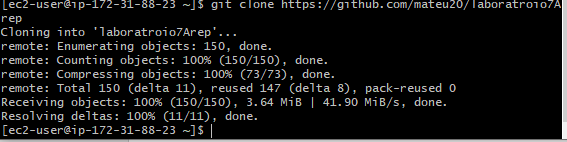 [ec2-user@ip-172-31-88-23 ~]$ git clone https://github.com/mateu20/laboratroio7A
rep
Cloning into 'laboratroio7Arep'...
remote: Enumerating objects: 150, done.
remote: Counting objects: 100% (150/150), done.
remote: Compressing objects: 100% (73/73), done.
remote: Total 150 (delta 11), reused 147 (delta 8), pack-reused 0
Receiving objects: 100% (150/150), 3.64 MiB | 41.90 MiB/s, done.
Resolving deltas: 100% (11/11), done.
[ec2-user@ip-172-31-88-23 ~]$